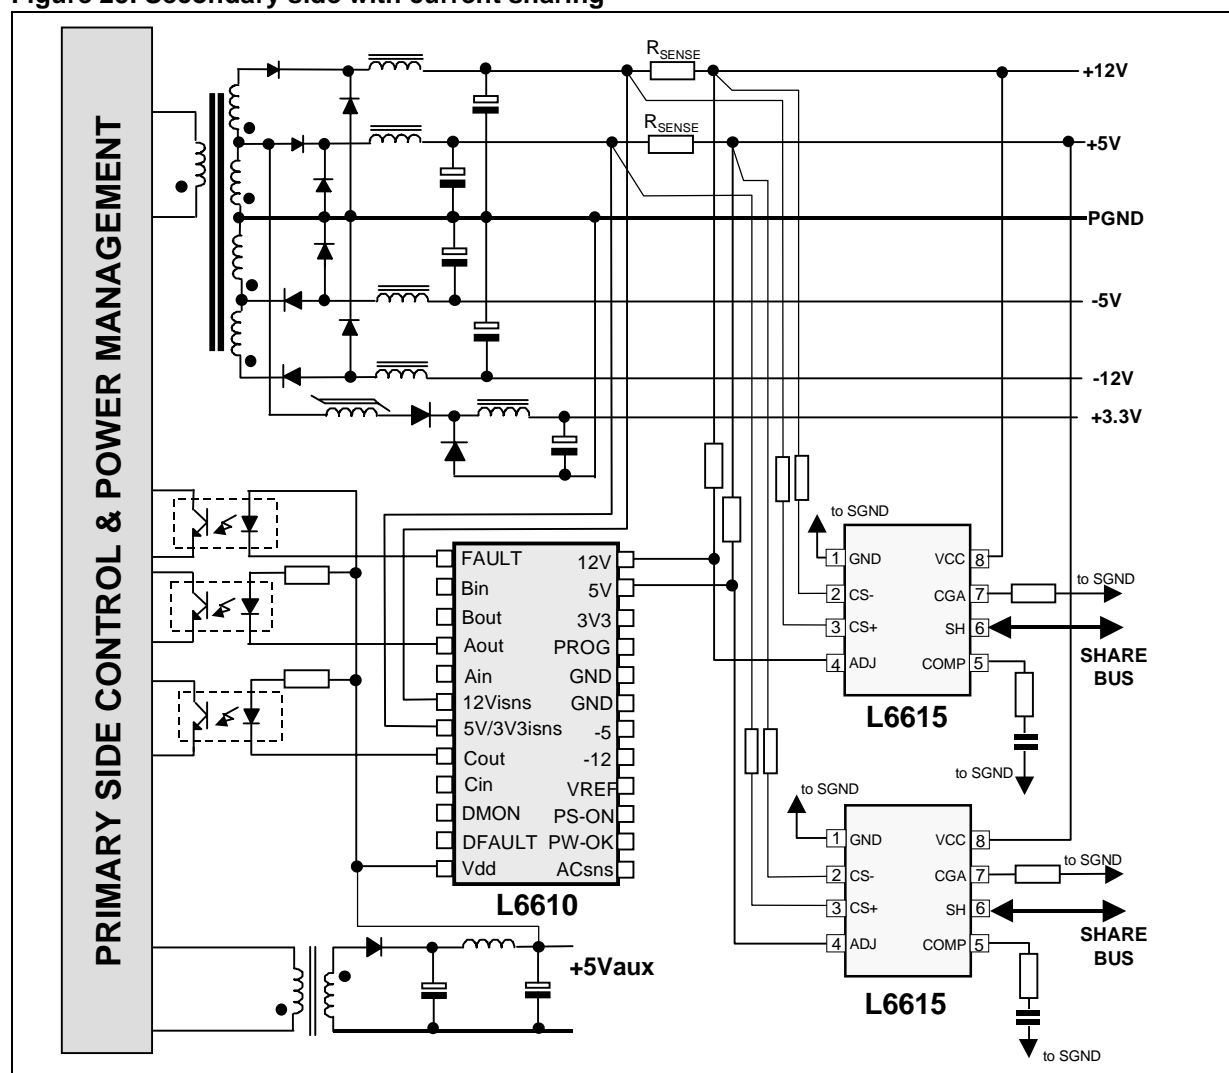 Figure 20. Secondary side with current sharing
PRIMARY SIDE CONTROL & POWER MANAGEMENT
RSENSE
+12V
RSENSE
+5V
PGND
-5V
-12V
+3.3V
FAULT
Bin
Bout
Aout
Ain
12Visns
5V/3V3isns
Cout
Cin
DMON
DFAULT
Vdd
12V
5V
3V3
PROG
GND
GND
-5
-12
VREF
PS-ON
PW-OK
ACsns
L6610
+5Vaux
to SGND
1 GND
2 CS-
3 CS+
4 ADJ
VCC 8
CGA 7
SH 6
COMP 5
to SGND
SHARE
BUS
to SGND
L6615
to SGND
1 GND
2 CS-
3 CS+
4 ADJ
VCC 8
CGA 7
SH 6
COMP 5
to SGND
SHARE
BUS
to SGND
L6615